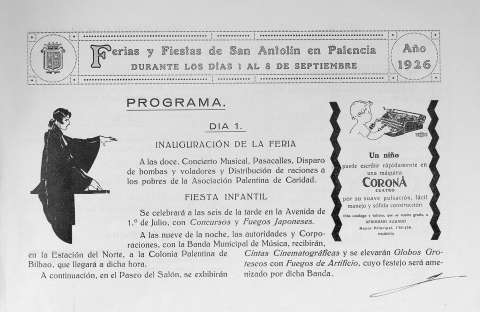 Ferias y Fiestas de San Antolín en Palencia
DURANTE LOS DÍAS 1 AL 8 DE SEPTIEMBRE
Año
1926
PROGRAMA.
DIA 1.
INAUGURACIÓN DE LA FERIA
A las doce. Concierto Musical, Pasacalles, Disparo
de bombas y voladores y Distribución de raciones a
los pobres de la Asociación Palentina de Caridad.
FIESTA INFANTIL
Se celebrará a las seis de la tarde en la Avenida de
1.º de Julio, con Concursos y Fuegos Japoneses.
A las nueve de la noche, las autoridades y Corpo-
raciones, con la Banda Municipal de Música, recibirán,
en la Estación del Norte, a la Colonia Palentina de
Bilbao, que llegará a dicha hora.
A continuación, en el Paseo del Salón, se exhibirán
Cintas Cinematográficas y se elevarán Globos Gro-
tescos con Fuegos de Artificio, cuyo festejo será ame-
nizado por dicha Banda.
Un niño
puede escribir rápidamente en
una máquina
CORONA
CUATRO
por su suave pulsación, fácil
manejo y sólida construcción